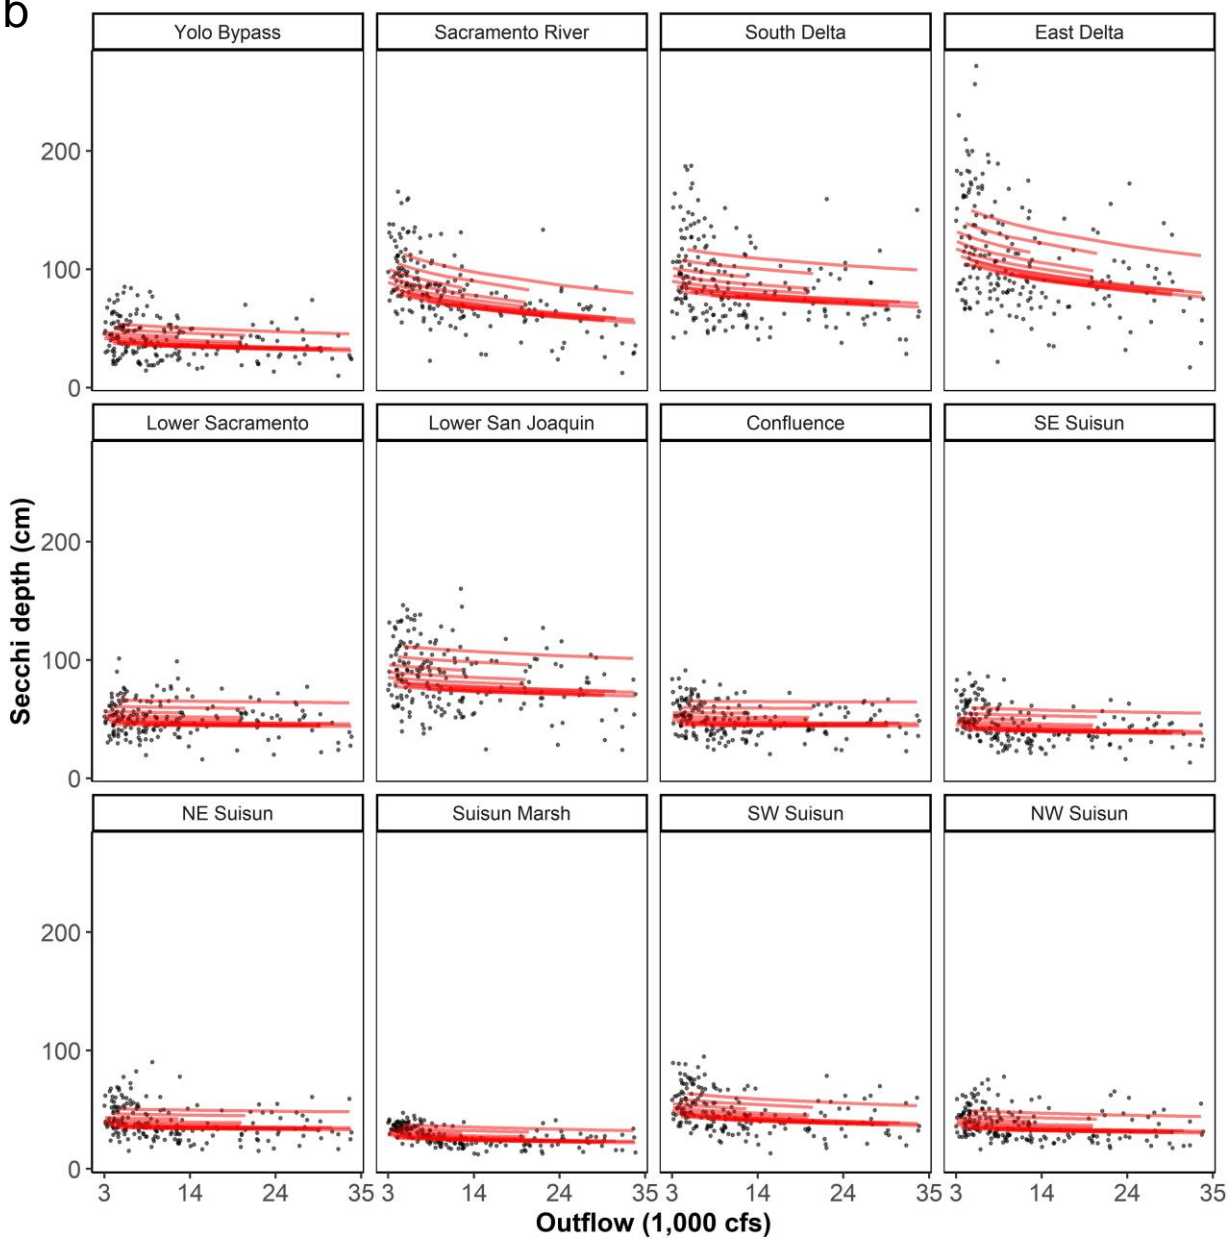 b
Yolo Bypass Sacramento River South Delta East Delta
200
100
0
Lower Sacramento Lower San Joaquin Confluence SE Suisun
200
100
0
NE Suisun Suisun Marsh SW Suisun NW Suisun
200
100
0
3 14 24 35 3 14 24 35 3 14 24 35 3 14 24 35
Secchi depth (cm)
Outflow (1,000 cfs)